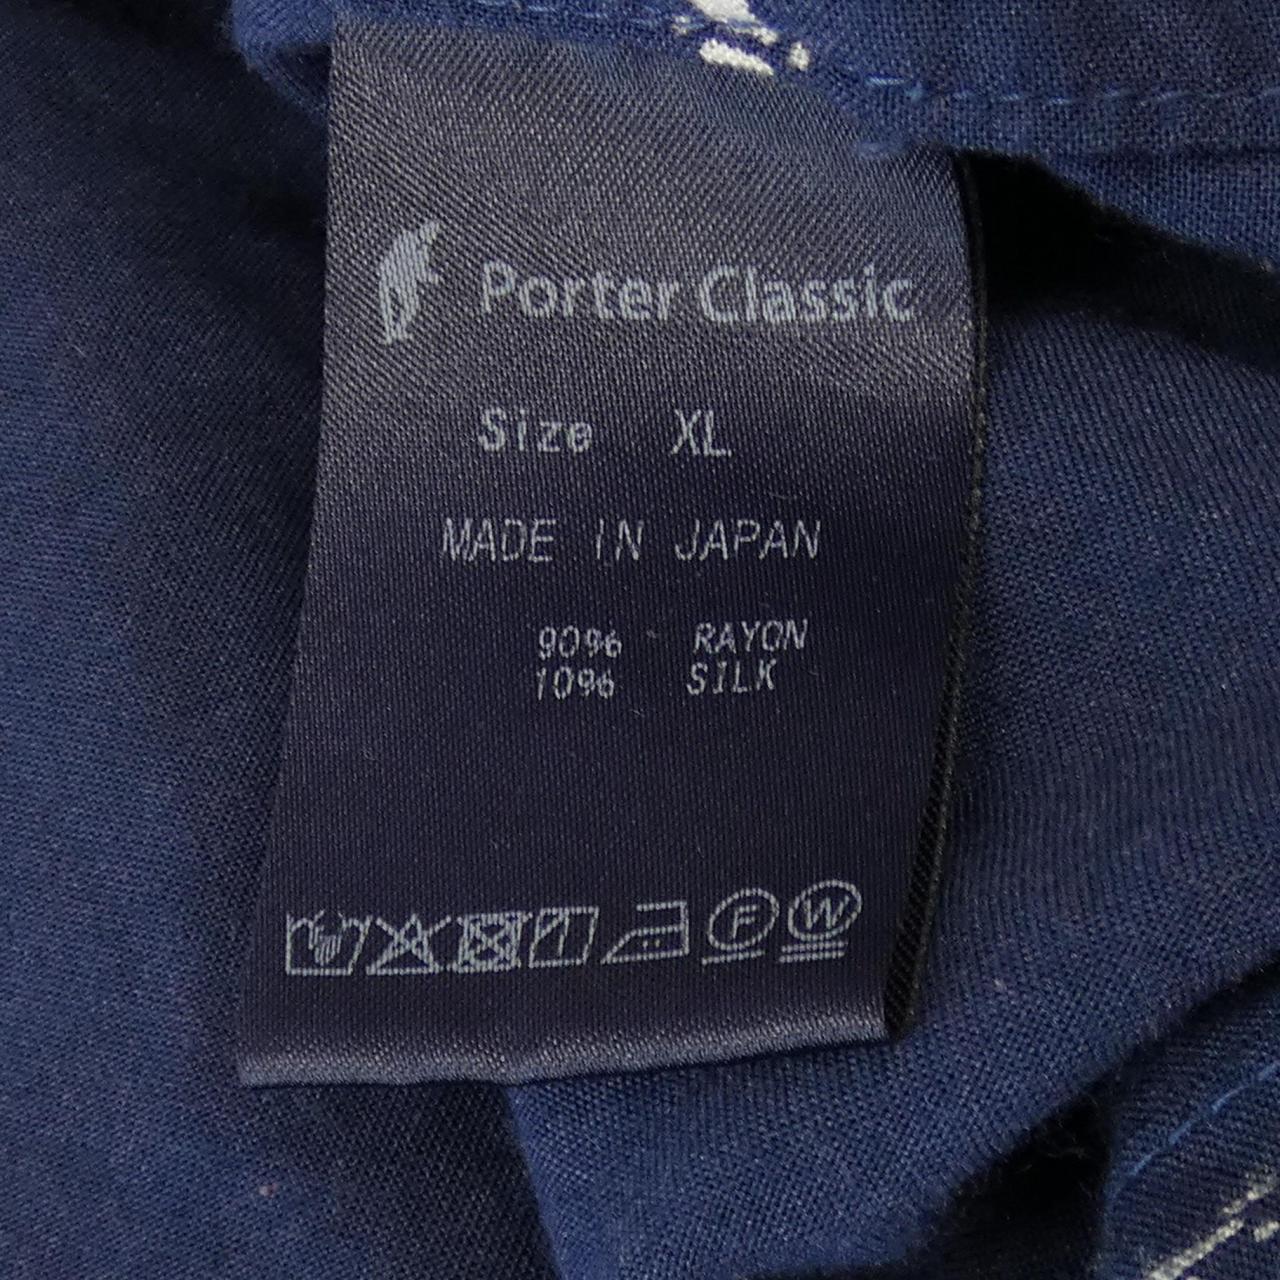 Porter Classic
Size XL
MADE IN JAPAN
90% RAYON
10% SILK
F W